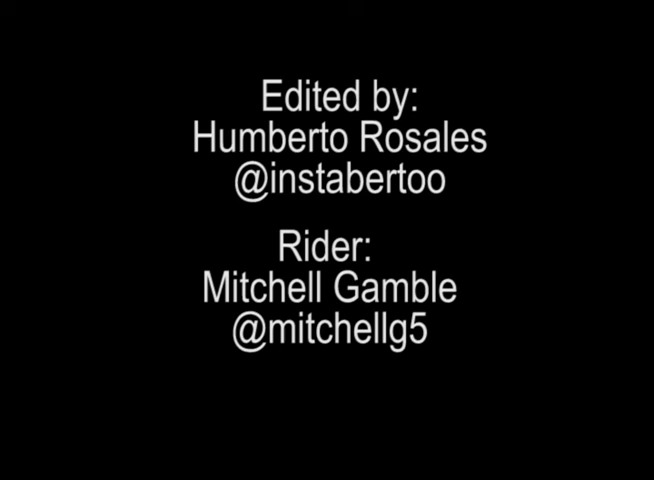 Edited by:
Humberto Rosales
@instabertoo
Rider:
Mitchell Gamble
@mitchellg5